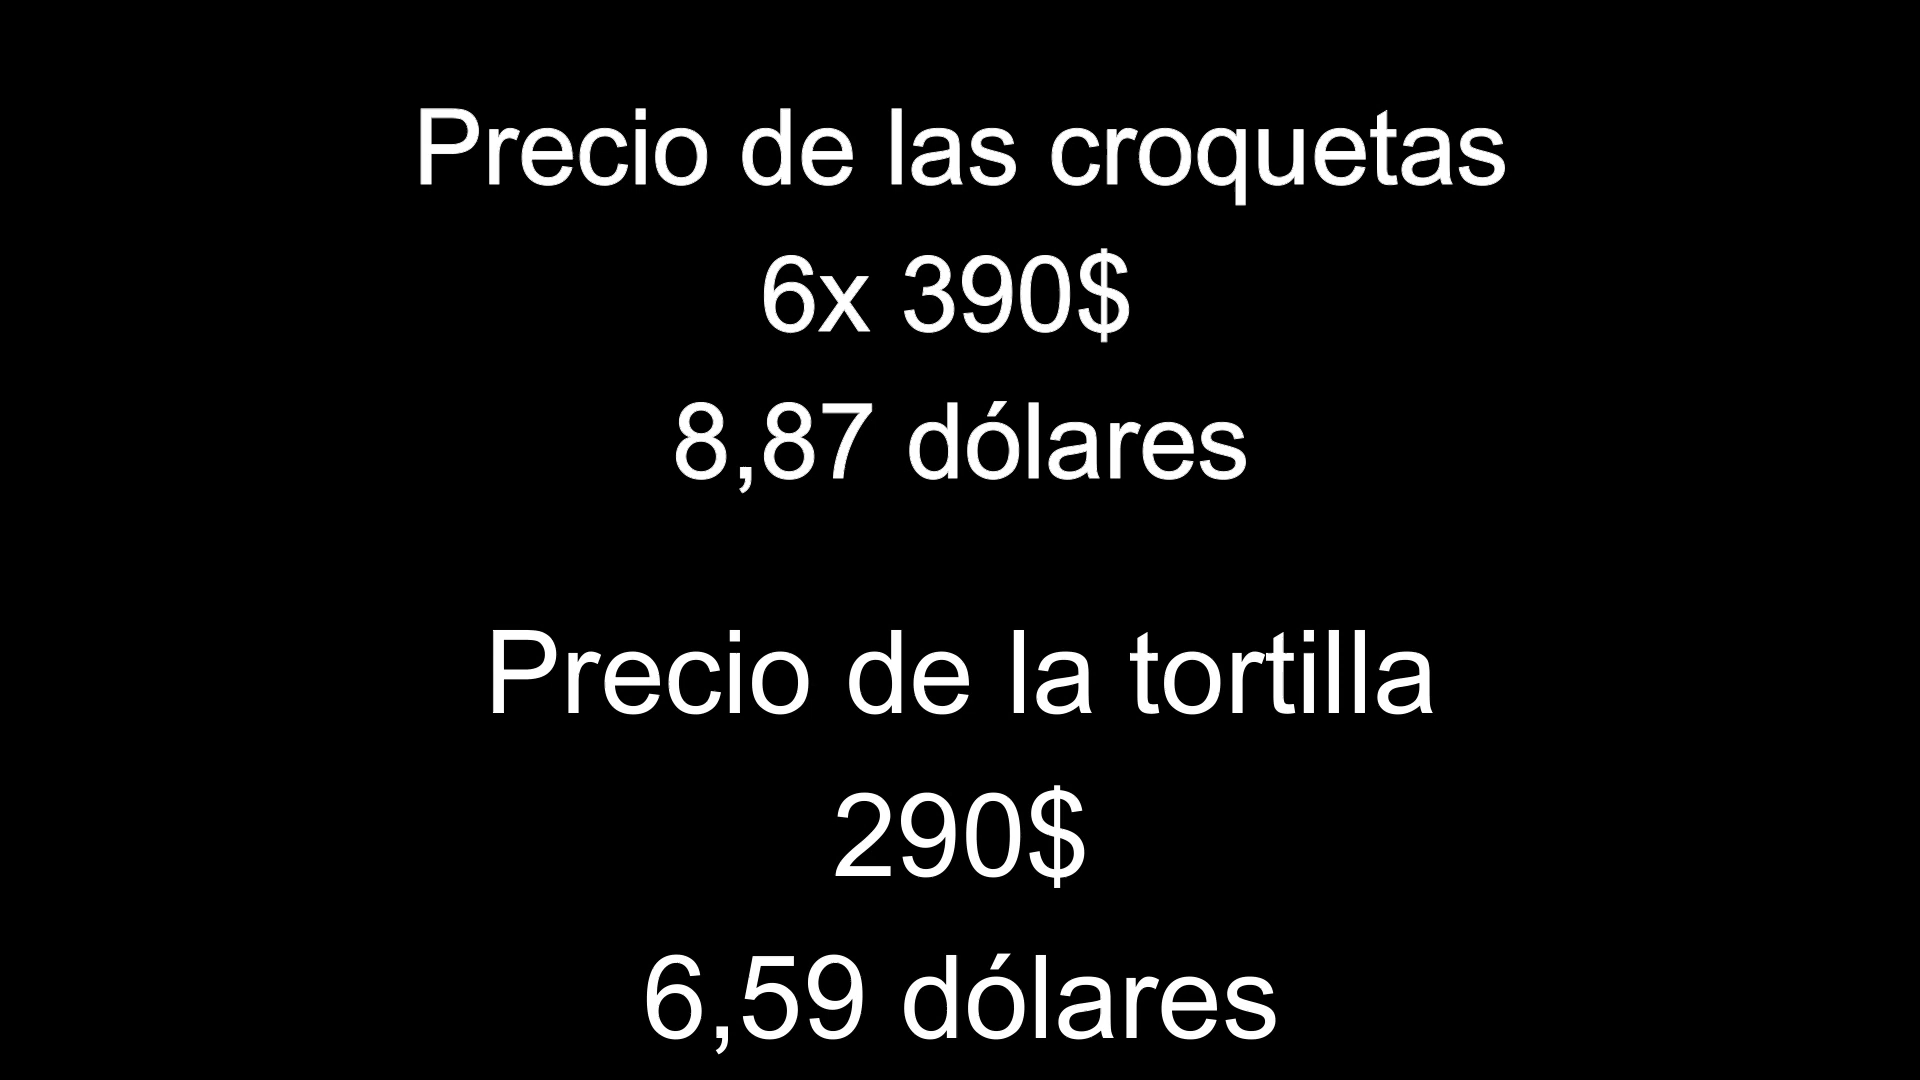 Precio de las croquetas
6x 390$
8,87 dólares
Precio de la tortilla
290$
6,59 dólares